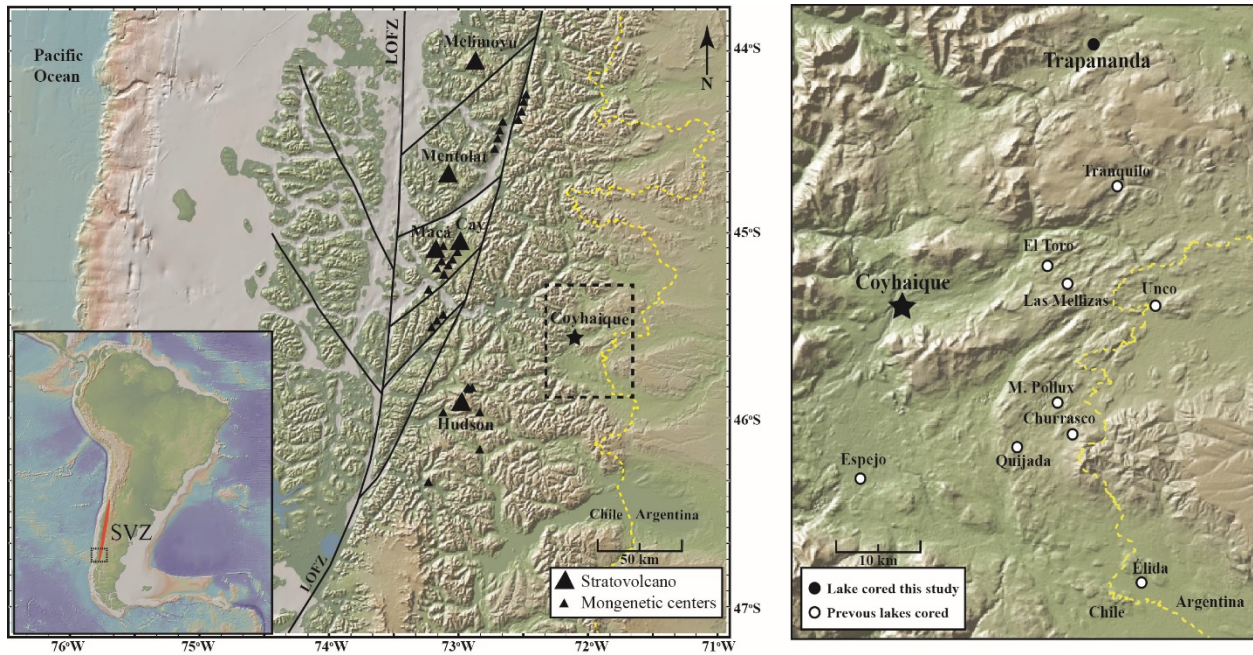 Pacific
Ocean
LOFZ
Melimoyu
N
44°S
Mentolat
Cay
Macá
45°S
Coyhaique
Hudson
46°S
SVZ
LOFZ
Chile Argentina
50 km
Stratovolcano
Mongenetic centers
47°S
76°W
75°W
74°W
73°W
72°W
71°W
Trapananda
Tranquilo
El Toro
Coyhaique
Las Mellizas
Unco
M. Pollux
Churrasco
Quijada
Espejo
10 km
Élida
Lake cored this study
Prevous lakes cored
Chile
Argentina